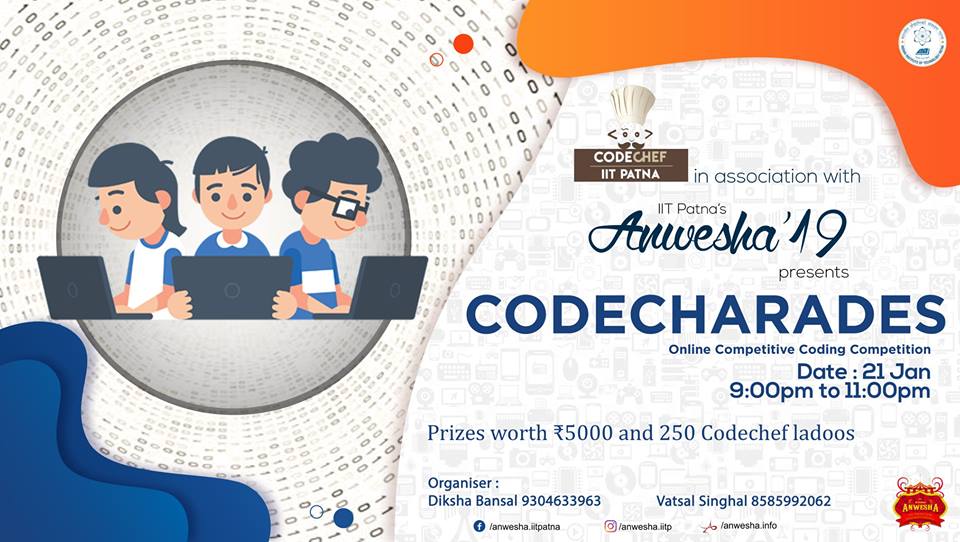 CODECHEF
IIT PATNA
in association with
IIT Patna's
Anwesha'19
presents
CODECHARADES
Online Competitive Coding Competition
Date : 21 Jan
9:00pm to 11:00pm
Prizes worth ₹5000 and 250 Codechef ladoos
Organiser :
Diksha Bansal 9304633963 Vatsal Singhal 8585992062
/anwesha.iitpatna /anwesha.iitp /anwesha.info
ANWESHA